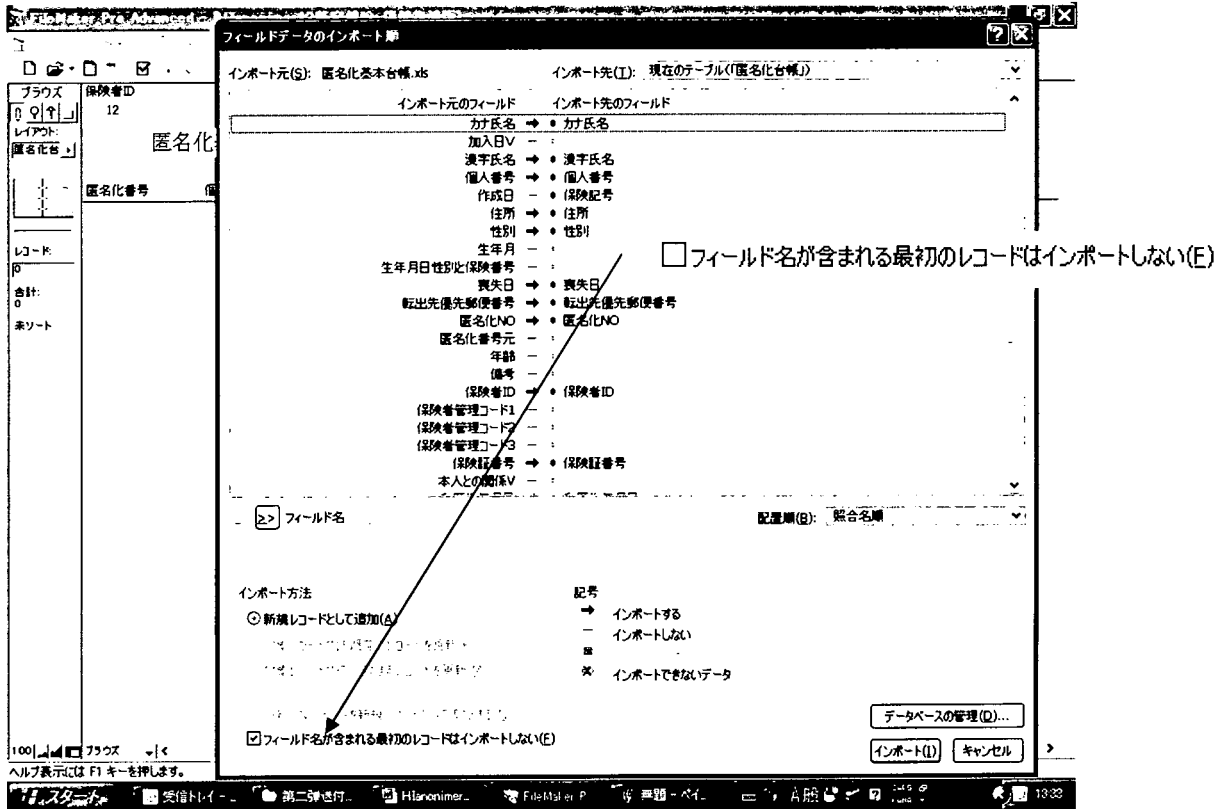 FileMaker Pro Advanced
フィールドデータのインポート順
インポート元(S): 匿名化基本台帳.xls
インポート先(T): 現在のテーブル(「匿名化台帳」)
ブラウズ
レイアウト:
匿名化台
レコード:
0
合計:
0
未ソート
保険者ID
12
匿名化
匿名化番号
インポート元のフィールド インポート先のフィールド
カナ氏名 → カナ氏名
加入日V －
漢字氏名 → 漢字氏名
個人番号 → 個人番号
作成日 － 保険記号
住所 → 住所
性別 → 性別
生年月 －
生年月日性別と保険番号 －
喪失日 → 喪失日
転出先優先郵便番号 → 転出先優先郵便番号
匿名化NO → 匿名化NO
匿名化番号元 －
年齢 －
備考 －
保険者ID → 保険者ID
保険者管理コード1 －
保険者管理コード2 －
保険者管理コード3 －
保険証番号 → 保険証番号
本人との関係V －
□フィールド名が含まれる最初のレコードはインポートしない(F)
>> フィールド名
配置順(B): 照合名順
インポート方法
新規レコードとして追加(A)
記号
→ インポートする
－ インポートしない
インポートできないデータ
フィールド名が含まれる最初のレコードはインポートしない(F)
データベースの管理(D)...
インポート(I) キャンセル
100 ブラウズ
ヘルプ表示には F1 キーを押します。
スタート 受信トレイ 第二弾送付... HIanonimer... FileMaker P 無題 - ペイ... A般 13:33